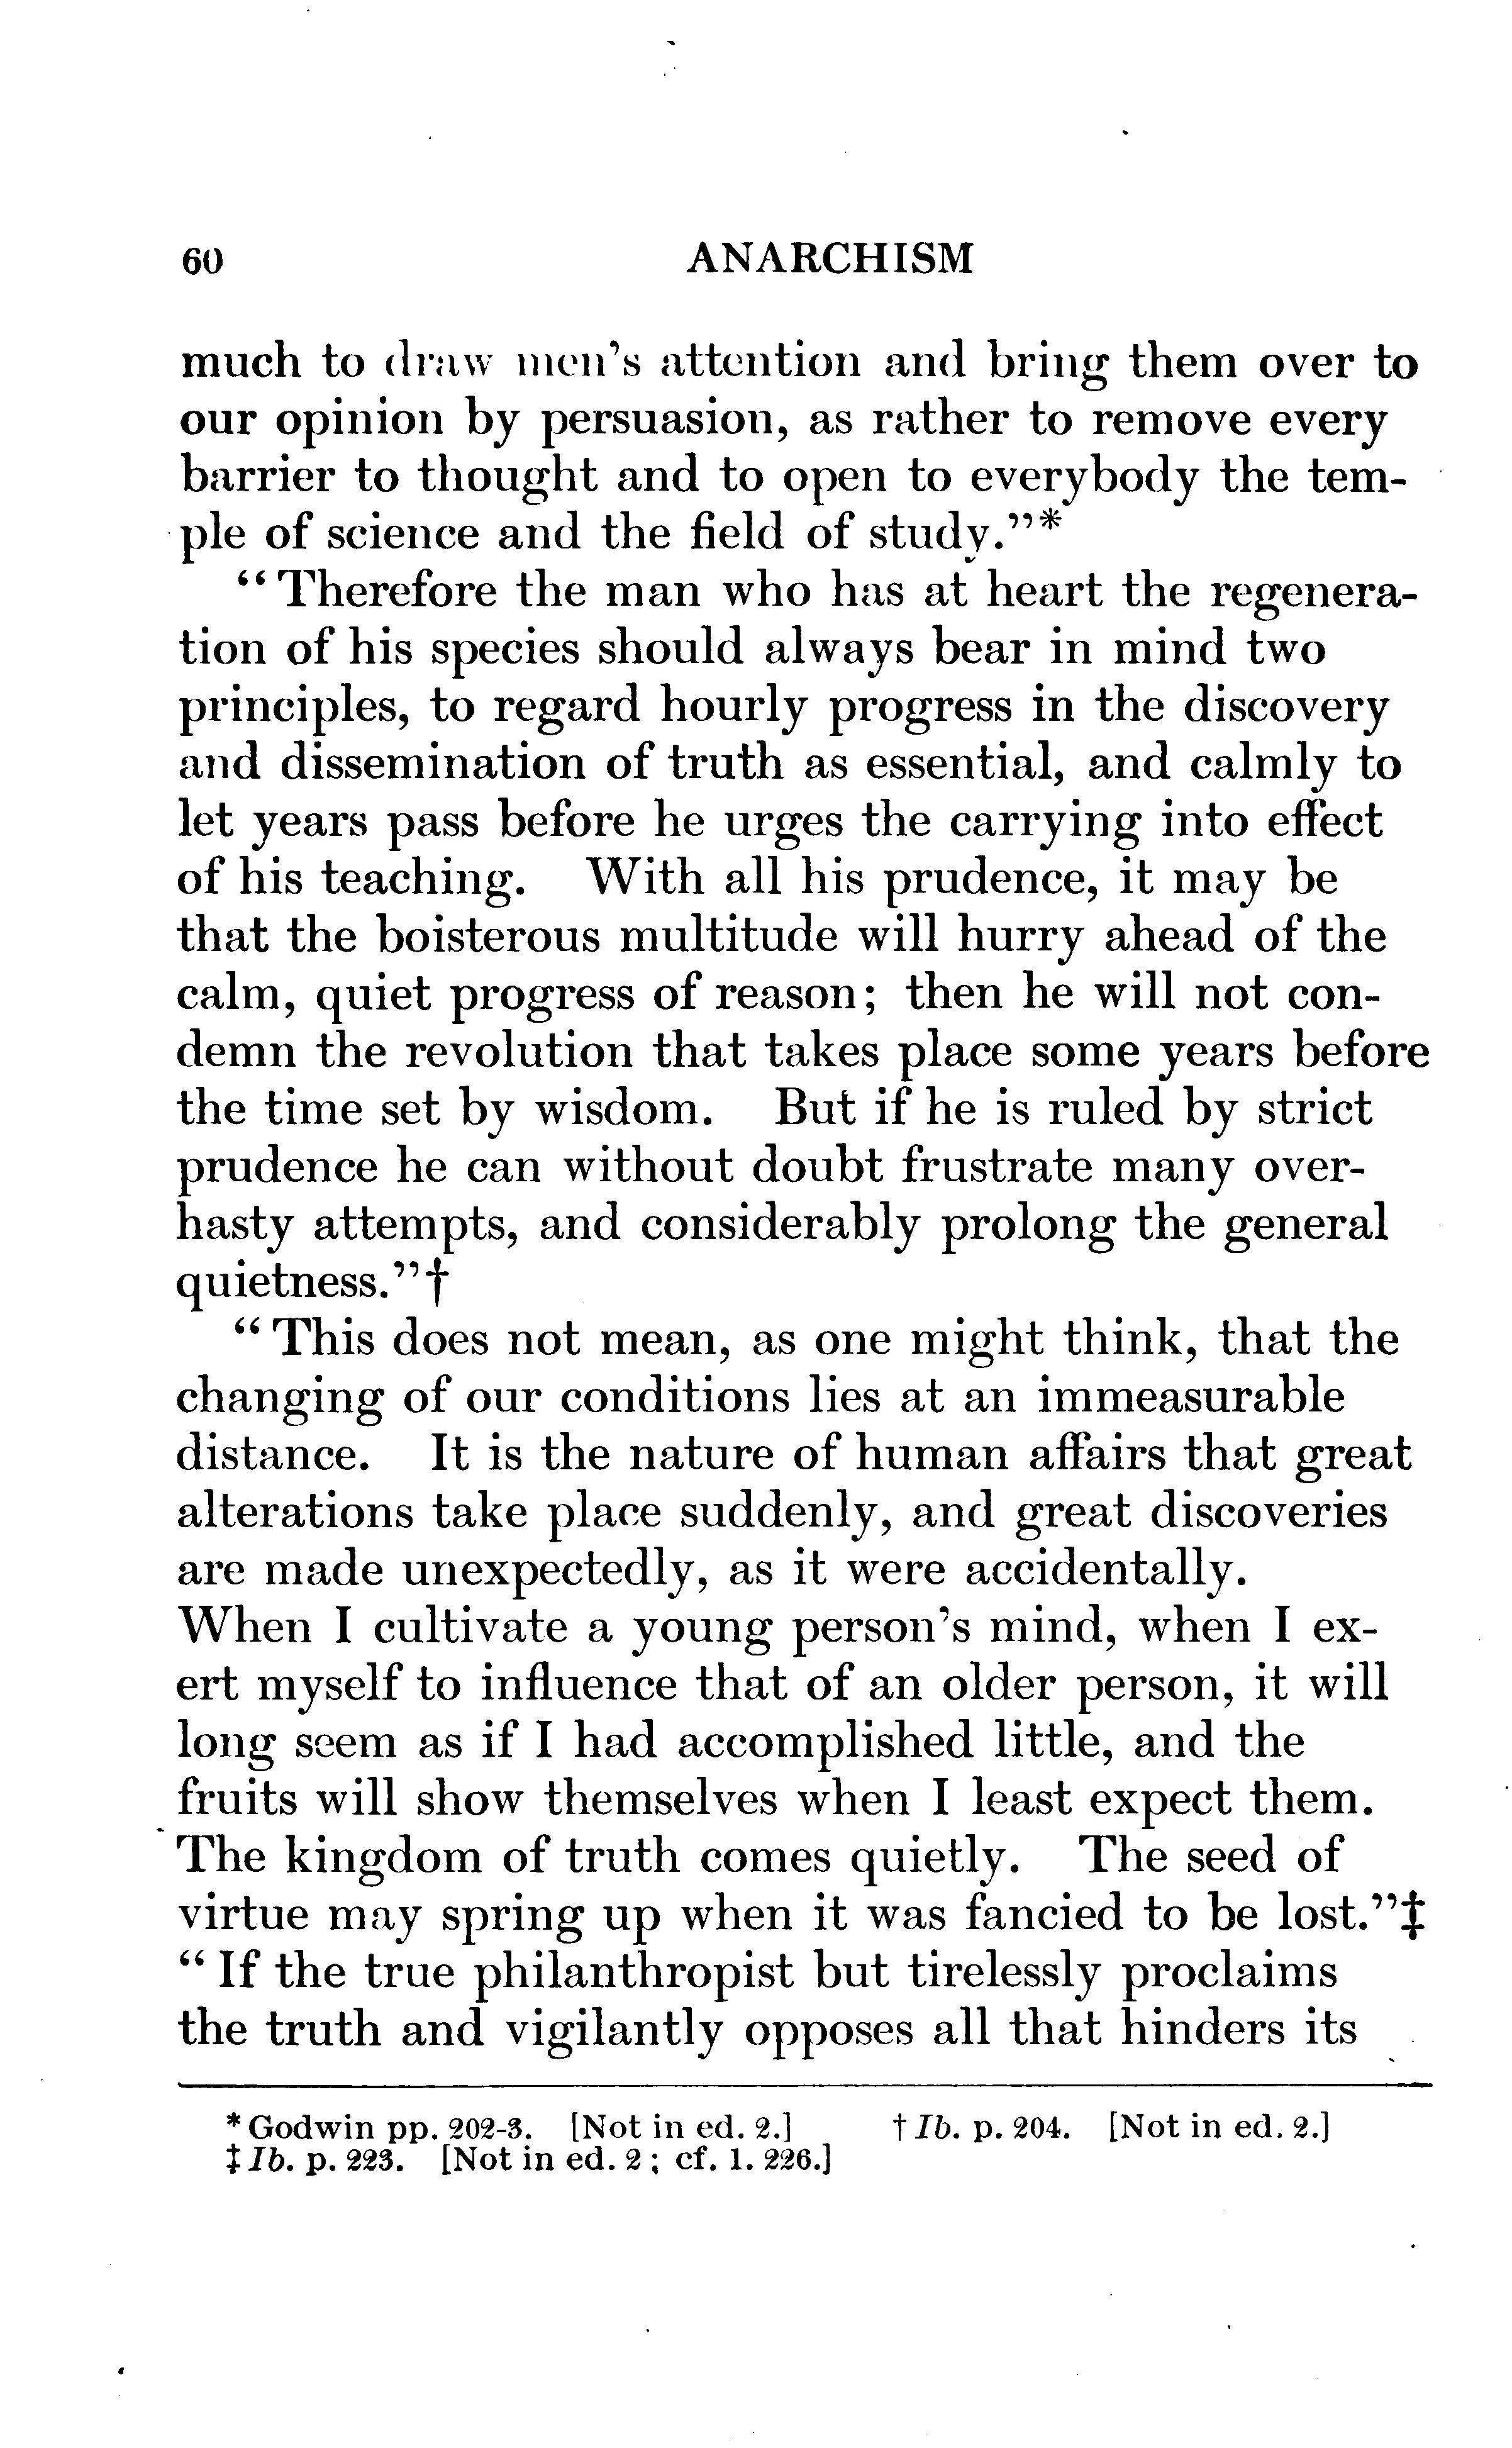 60 ANARCHISM
much to draw men's attention and bring them over to
our opinion by persuasion, as rather to remove every
barrier to thought and to open to everybody the tem-
ple of science and the field of study."*
"Therefore the man who has at heart the regenera-
tion of his species should always bear in mind two
principles, to regard hourly progress in the discovery
and dissemination of truth as essential, and calmly to
let years pass before he urges the carrying into effect
of his teaching. With all his prudence, it may be
that the boisterous multitude will hurry ahead of the
calm, quiet progress of reason; then he will not con-
demn the revolution that takes place some years before
the time set by wisdom. But if he is ruled by strict
prudence he can without doubt frustrate many over-
hasty attempts, and considerably prolong the general
quietness."†
"This does not mean, as one might think, that the
changing of our conditions lies at an immeasurable
distance. It is the nature of human affairs that great
alterations take place suddenly, and great discoveries
are made unexpectedly, as it were accidentally.
When I cultivate a young person's mind, when I ex-
ert myself to influence that of an older person, it will
long seem as if I had accomplished little, and the
fruits will show themselves when I least expect them.
The kingdom of truth comes quietly. The seed of
virtue may spring up when it was fancied to be lost."‡
"If the true philanthropist but tirelessly proclaims
the truth and vigilantly opposes all that hinders its
* Godwin pp. 202-3. [Not in ed. 2.] † Ib. p. 204. [Not in ed. 2.]
‡ Ib. p. 223. [Not in ed. 2; cf. 1. 226.]